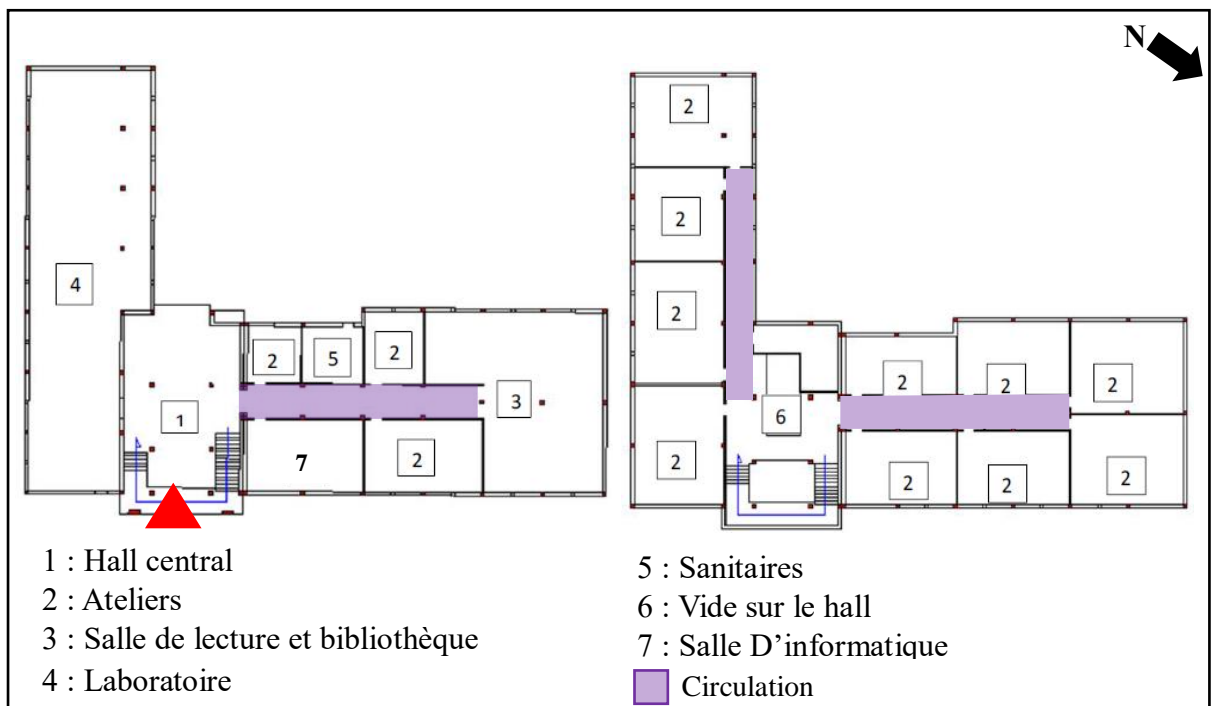 N
2
2
2
2
2
2
2
2
2
2
6
4
1
2
5
2
3
7
2
1 : Hall central
2 : Ateliers
3 : Salle de lecture et bibliothèque
4 : Laboratoire
5 : Sanitaires
6 : Vide sur le hall
7 : Salle D’informatique
Circulation